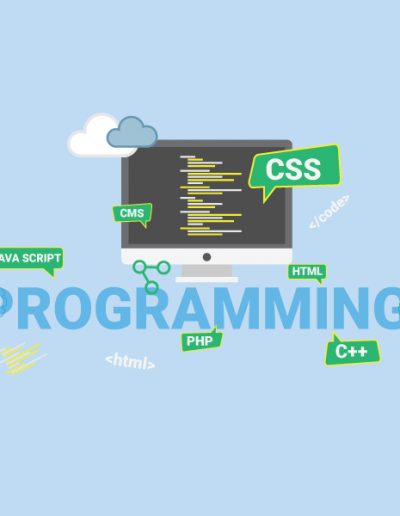 CSS
CMS
</code>
AVA SCRIPT
HTML
PROGRAMMING
PHP
C++
<html>